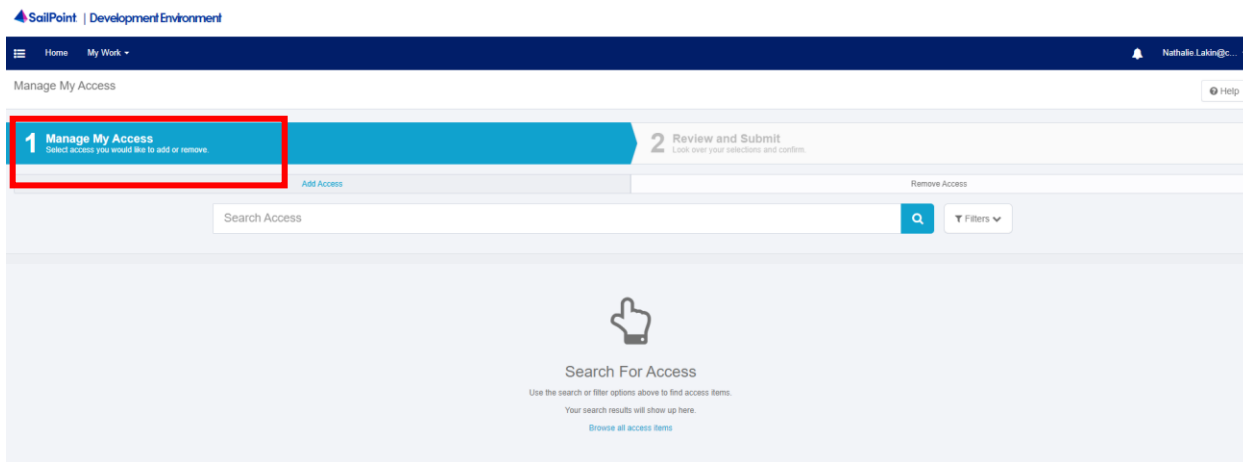 SailPoint | Development Environment
Home My Work Nathalie.Lakin@c...
Manage My Access
Help
1 Manage My Access
Select access you would like to add or remove.
2 Review and Submit
Look over your selections and confirm.
Add Access Remove Access
Search Access Filters
Search For Access
Use the search or filter options above to find access items.
Your search results will show up here.
Browse all access items